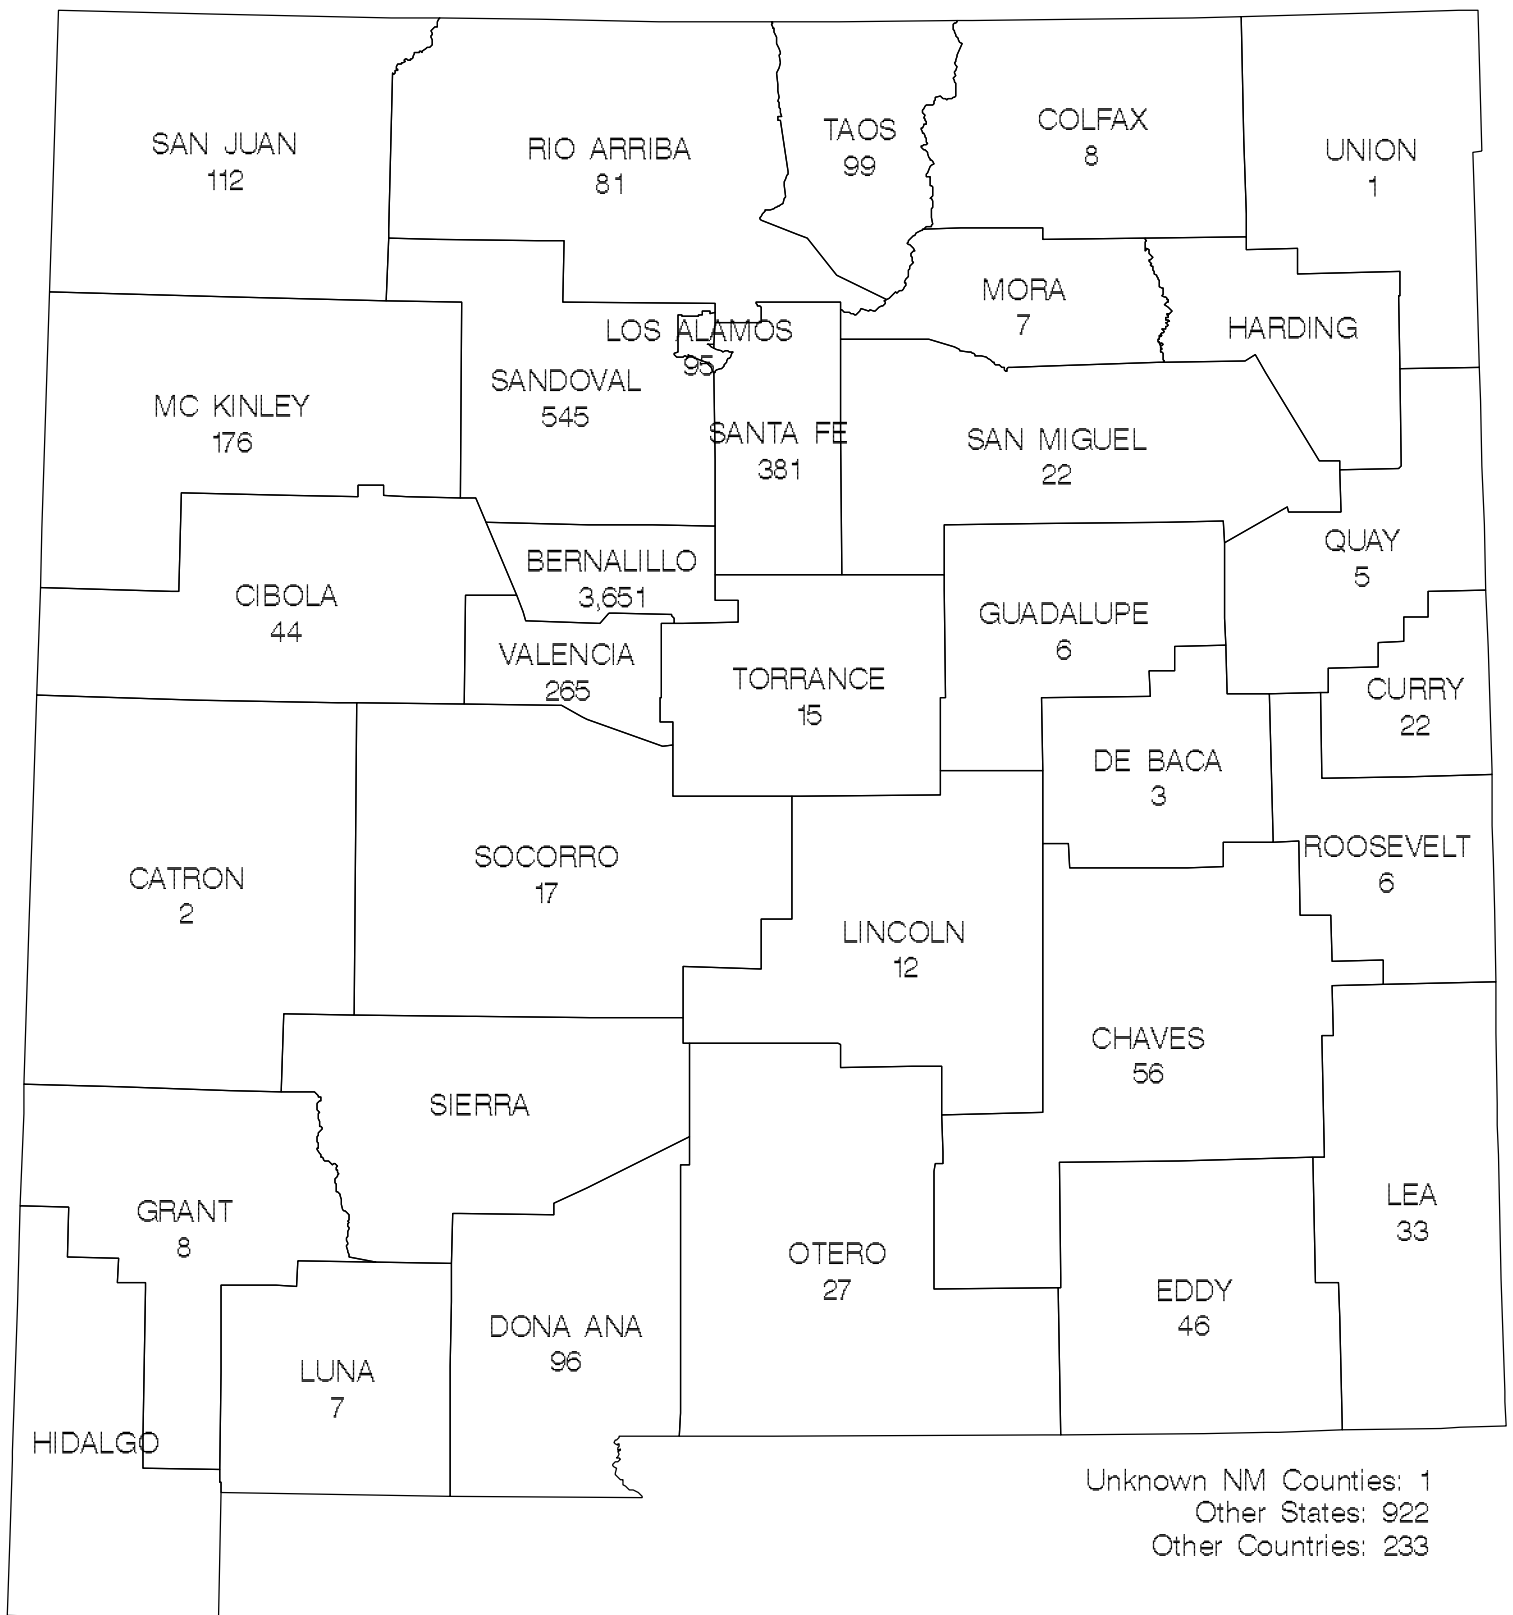 SAN JUAN
112
RIO ARRIBA
81
TAOS
99
COLFAX
8
UNION
1
MORA
7
HARDING
LOS ALAMOS
95
SANDOVAL
545
MC KINLEY
176
SANTA FE
381
SAN MIGUEL
22
QUAY
5
BERNALILLO
3,651
CIBOLA
44
GUADALUPE
6
VALENCIA
265
TORRANCE
15
CURRY
22
DE BACA
3
ROOSEVELT
6
SOCORRO
17
CATRON
2
LINCOLN
12
CHAVES
56
SIERRA
LEA
33
GRANT
8
OTERO
27
EDDY
46
DONA ANA
96
LUNA
7
HIDALGO
Unknown NM Counties: 1
Other States: 922
Other Countries: 233